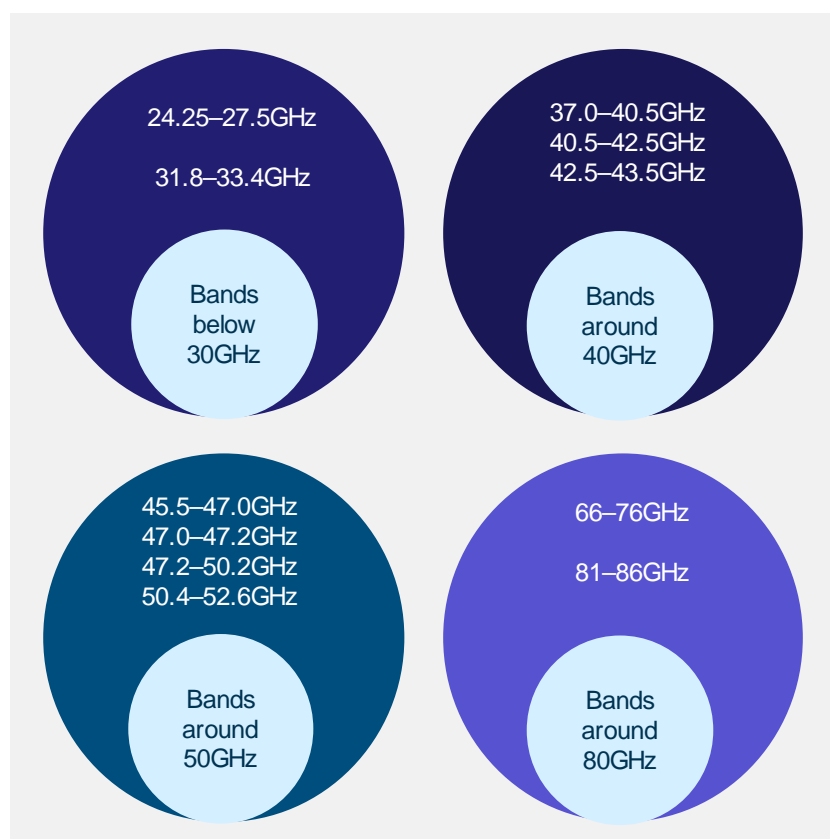 24.25–27.5GHz
31.8–33.4GHz
Bands
below
30GHz
37.0–40.5GHz
40.5–42.5GHz
42.5–43.5GHz
Bands
around
40GHz
45.5–47.0GHz
47.0–47.2GHz
47.2–50.2GHz
50.4–52.6GHz
Bands
around
50GHz
66–76GHz
81–86GHz
Bands
around
80GHz